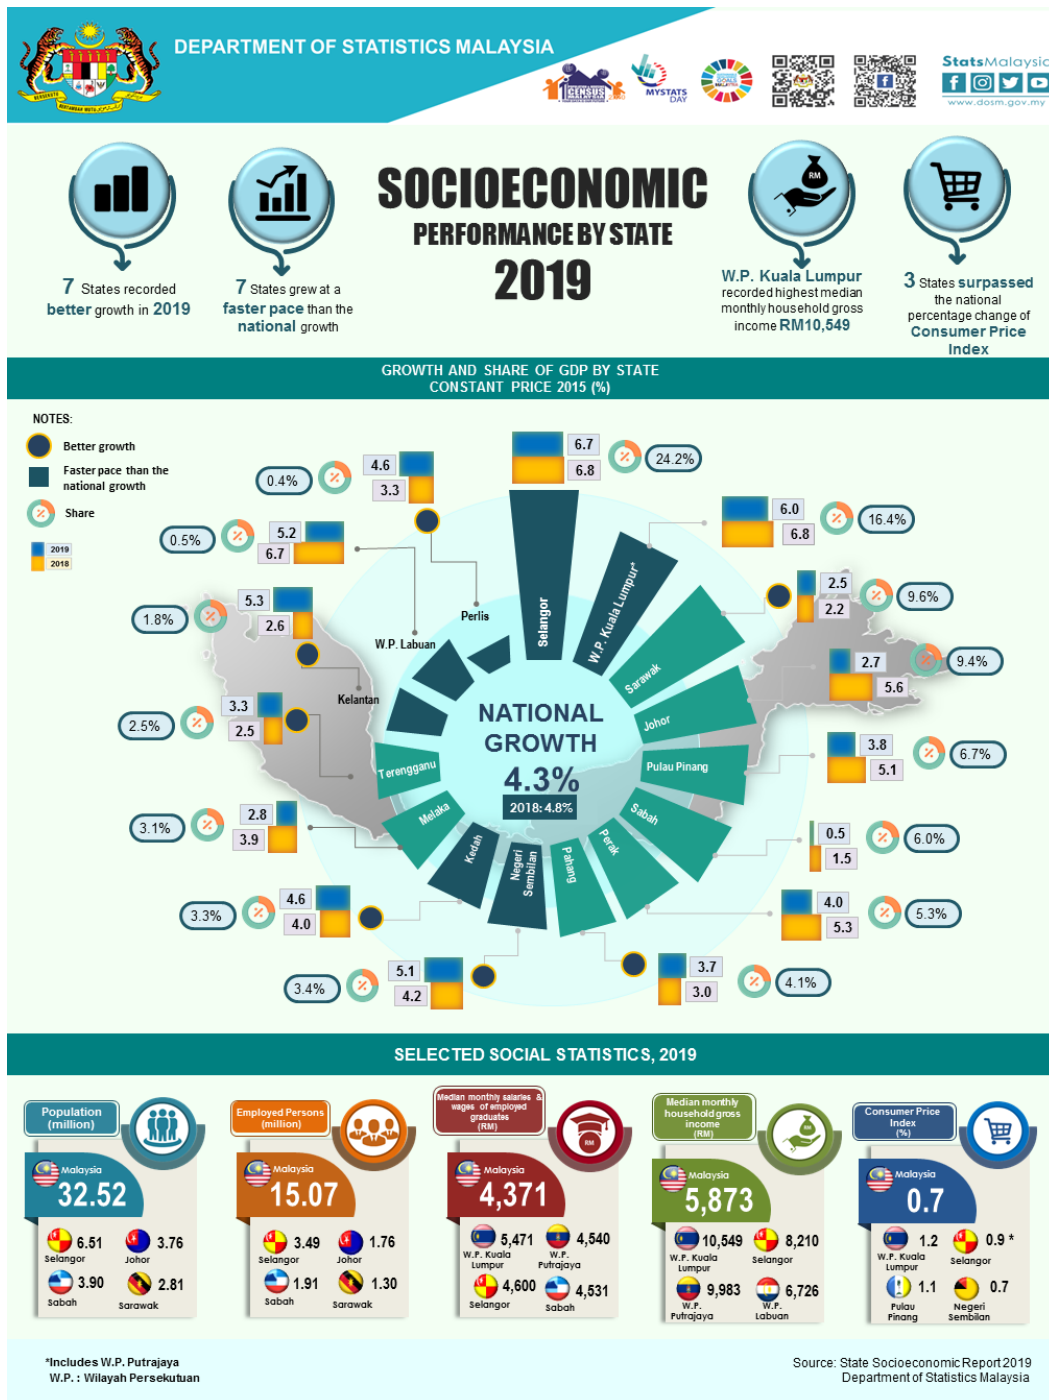 DEPARTMENT OF STATISTICS MALAYSIA
CENSUS
MYSTATS
DAY
StatsMalaysia
www.dosm.gov.my
SOCIOECONOMIC
PERFORMANCE BY STATE
2019
7 States recorded
better growth in 2019
7 States grew at a
faster pace than the
national growth
RM
W.P. Kuala Lumpur
recorded highest median
monthly household gross
income RM10,549
3 States surpassed
the national
percentage change of
Consumer Price
Index
GROWTH AND SHARE OF GDP BY STATE
CONSTANT PRICE 2015 (%)
NOTES:
Better growth
Faster pace than the
national growth
Share
2019
2018
6.7
6.8
24.2%
Selangor
6.0
6.8
16.4%
W.P. Kuala Lumpur*
2.5
2.2
9.6%
Sarawak
2.7
5.6
9.4%
Johor
3.8
5.1
6.7%
Pulau Pinang
0.5
1.5
6.0%
Sabah
4.0
5.3
5.3%
Perak
3.7
3.0
4.1%
Pahang
5.1
4.2
3.4%
Negeri
Sembilan
4.6
4.0
3.3%
Kedah
2.8
3.9
3.1%
Melaka
3.3
2.5
2.5%
Terengganu
5.3
2.6
1.8%
Kelantan
5.2
6.7
0.5%
W.P. Labuan
4.6
3.3
0.4%
Perlis
NATIONAL
GROWTH
4.3%
2018: 4.8%
SELECTED SOCIAL STATISTICS, 2019
Population
(million)
Malaysia
32.52
6.51
Selangor
3.76
Johor
3.90
Sabah
2.81
Sarawak
Employed Persons
(million)
Malaysia
15.07
3.49
Selangor
1.76
Johor
1.91
Sabah
1.30
Sarawak
Median monthly salaries &
wages of employed
graduates
(RM)
RM
Malaysia
4,371
5,471
W.P. Kuala
Lumpur
4,540
W.P.
Putrajaya
4,600
Selangor
4,531
Sabah
Median monthly
household gross
income
(RM)
RM
Malaysia
5,873
10,549
W.P. Kuala
Lumpur
8,210
Selangor
9,983
W.P.
Putrajaya
6,726
W.P.
Labuan
Consumer Price
Index
(%)
Malaysia
0.7
1.2
W.P. Kuala
Lumpur
0.9 *
Selangor
1.1
Pulau
Pinang
0.7
Negeri
Sembilan
*Includes W.P. Putrajaya
W.P. : Wilayah Persekutuan
Source: State Socioeconomic Report 2019
Department of Statistics Malaysia